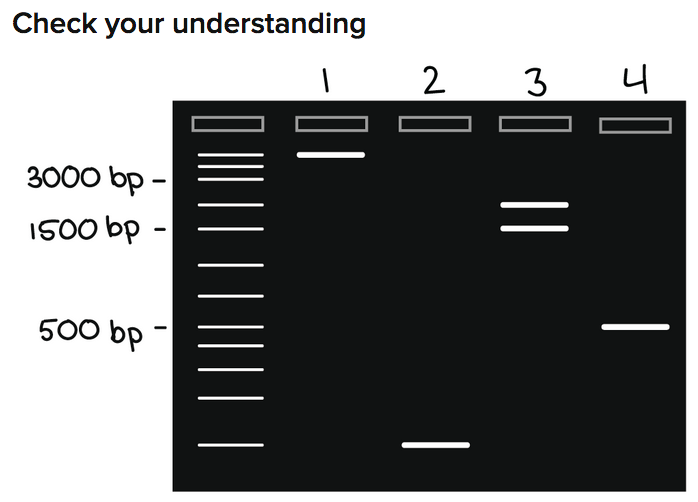 Check your understanding
1 2 3 4
3000 bp -
1500 bp -
500 bp -